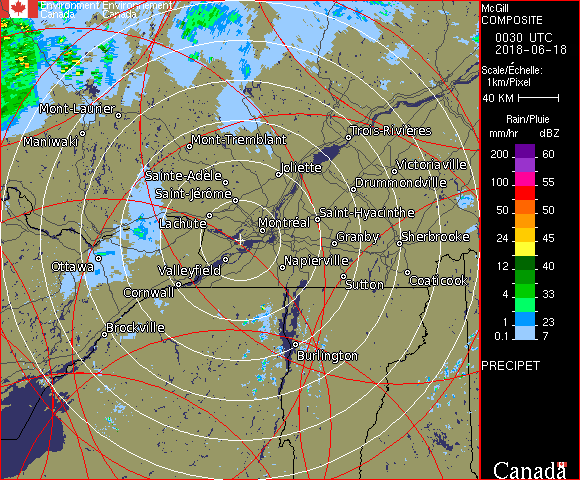 Environment Environnement
Canada Canada
McGill
COMPOSITE
0030 UTC
2018-06-18
Scale/Échelle:
1km/Pixel
40 KM
Rain/Pluie
mm/hr dBZ
200 60
100 55
50 50
24 45
12 40
4 33
1 23
0.1 7
PRECIPET
Canada
Mont-Laurier
Maniwaki
Mont-Tremblant
Trois-Rivières
Sainte-Adèle
Joliette
Victoriaville
Saint-Jérôme
Drummondville
Lachute
Montréal
Saint-Hyacinthe
Granby
Sherbrooke
Ottawa
Valleyfield
Napierville
Cornwall
Sutton
Coaticook
Brockville
Burlington